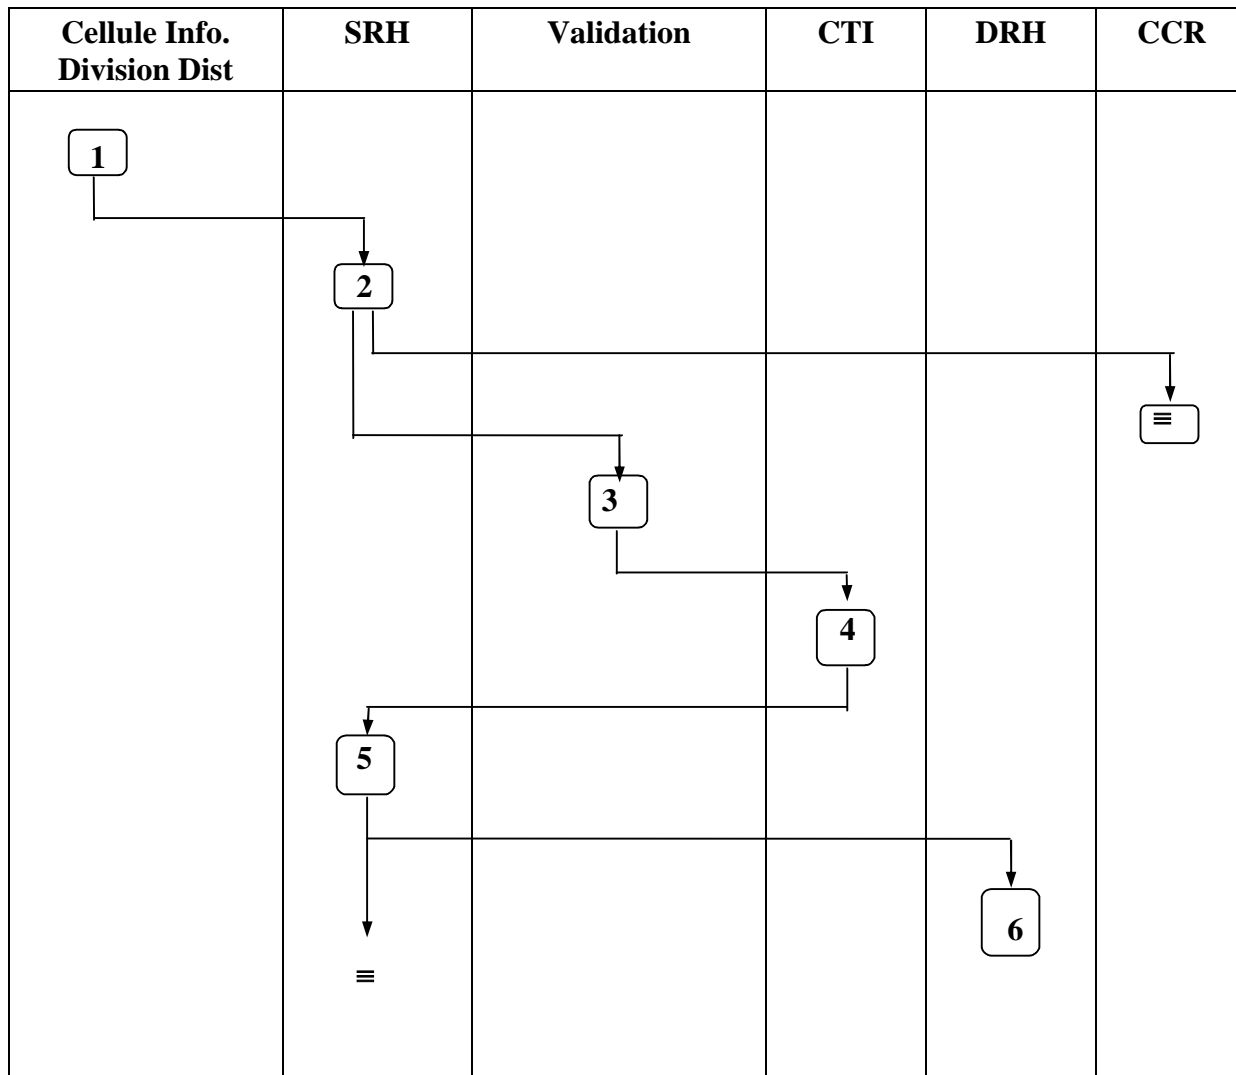 Cellule Info.
Division Dist
SRH
Validation
CTI
DRH
CCR
1
2
≡
3
4
5
6
≡